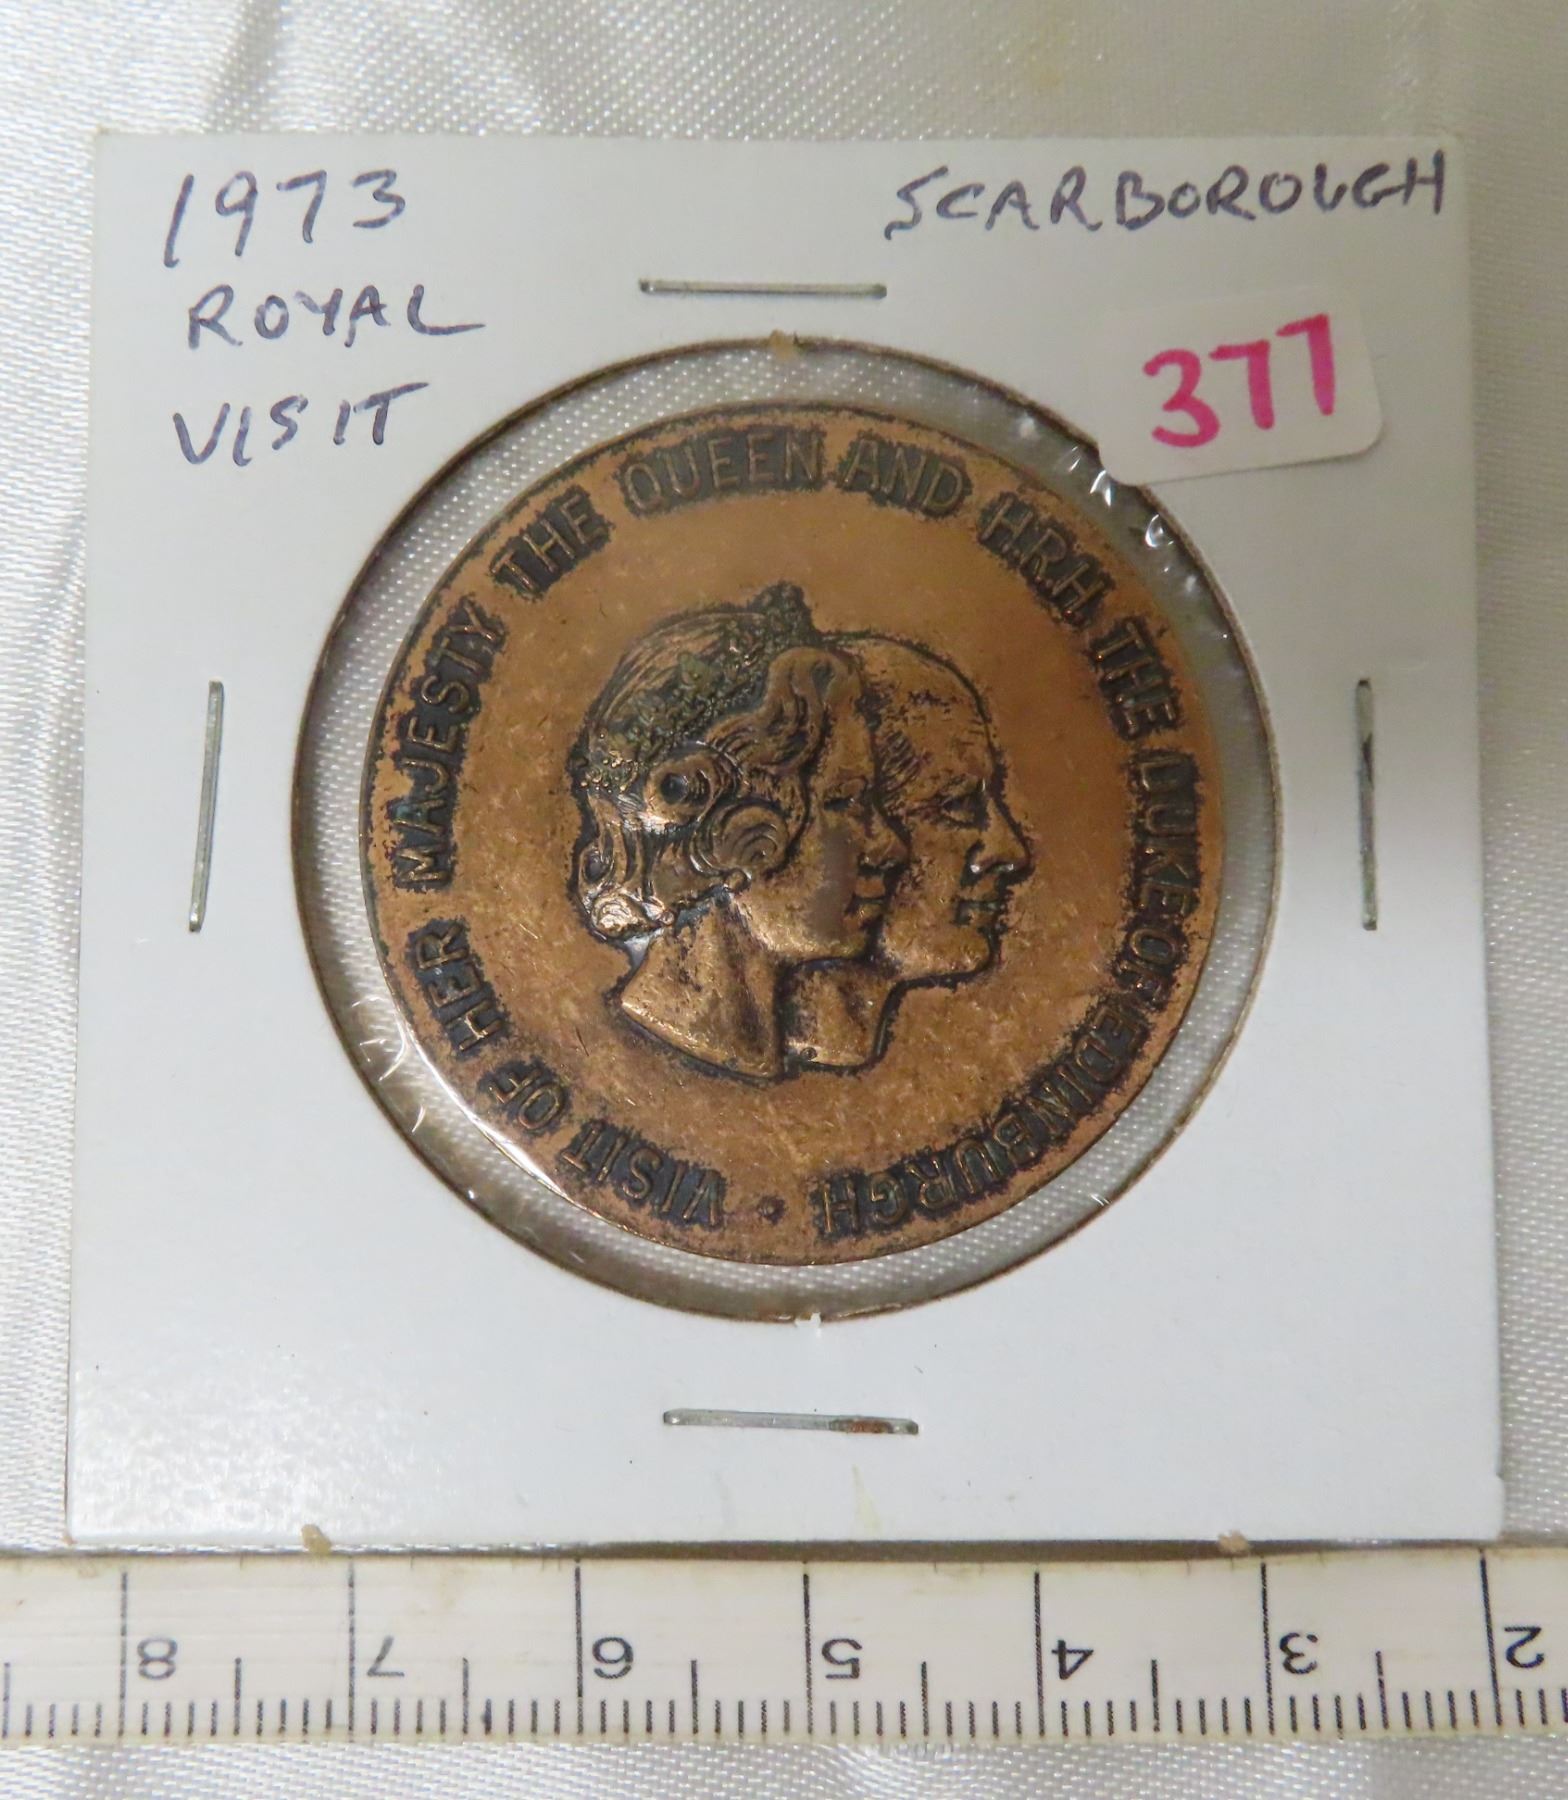 1973
ROYAL
VISIT
SCARBOROUGH
377
VISIT OF HER MAJESTY THE QUEEN AND H.R.H. THE DUKE OF EDINBURGH •
8 7 6 5 4 3 2